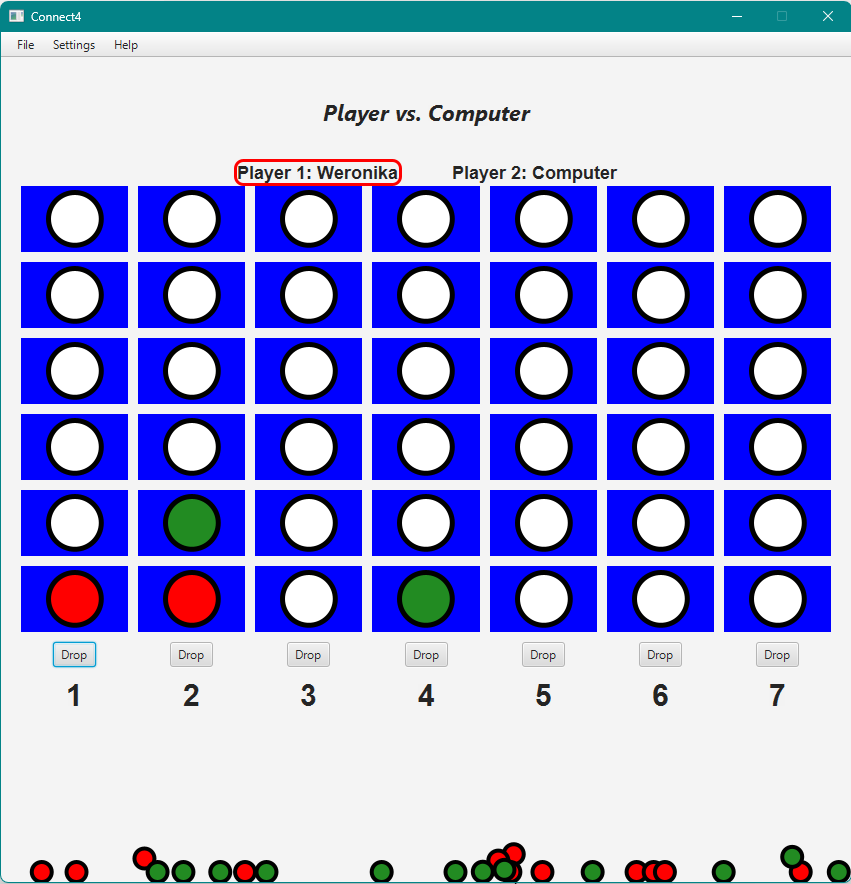 Connect4
File Settings Help
Player vs. Computer
Player 1: Weronika Player 2: Computer
Drop Drop Drop Drop Drop Drop Drop
1 2 3 4 5 6 7